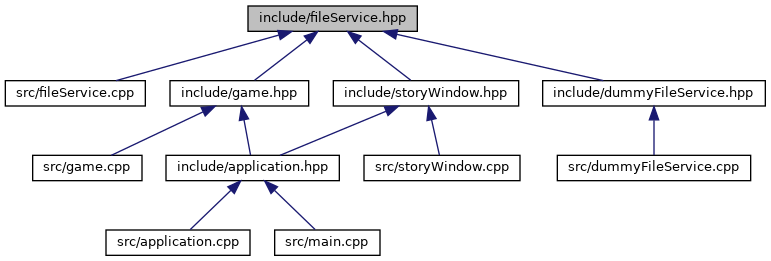 include/fileService.hpp
src/fileService.cpp
include/game.hpp
include/storyWindow.hpp
include/dummyFileService.hpp
src/game.cpp
include/application.hpp
src/storyWindow.cpp
src/dummyFileService.cpp
src/application.cpp
src/main.cpp